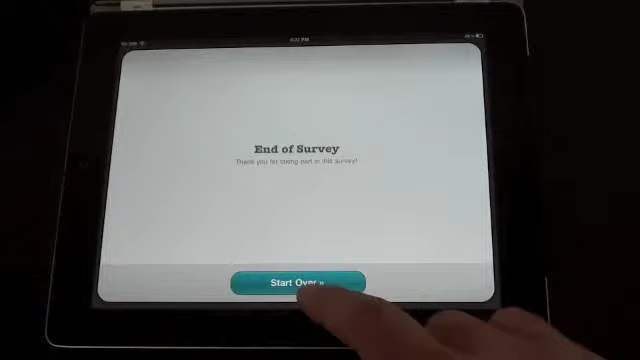 End of Survey
Thank you for taking part in this survey!
Start Over »